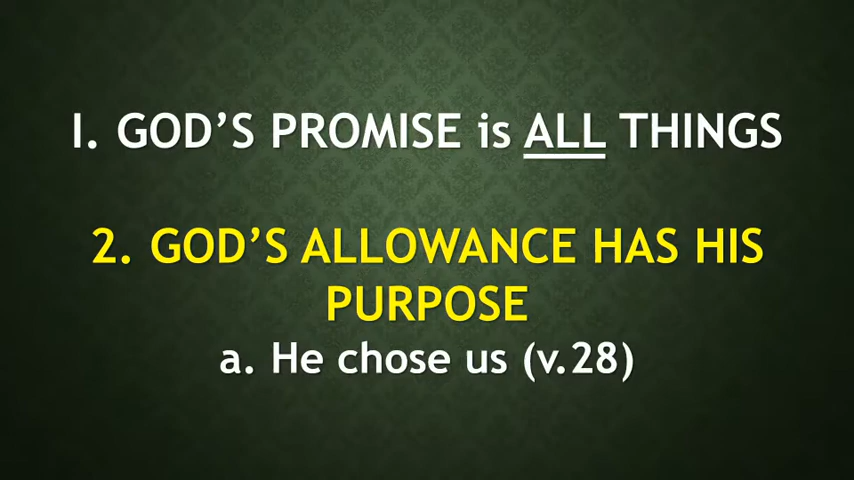 I. GOD’S PROMISE is ALL THINGS
2. GOD’S ALLOWANCE HAS HIS
PURPOSE
a. He chose us (v.28)